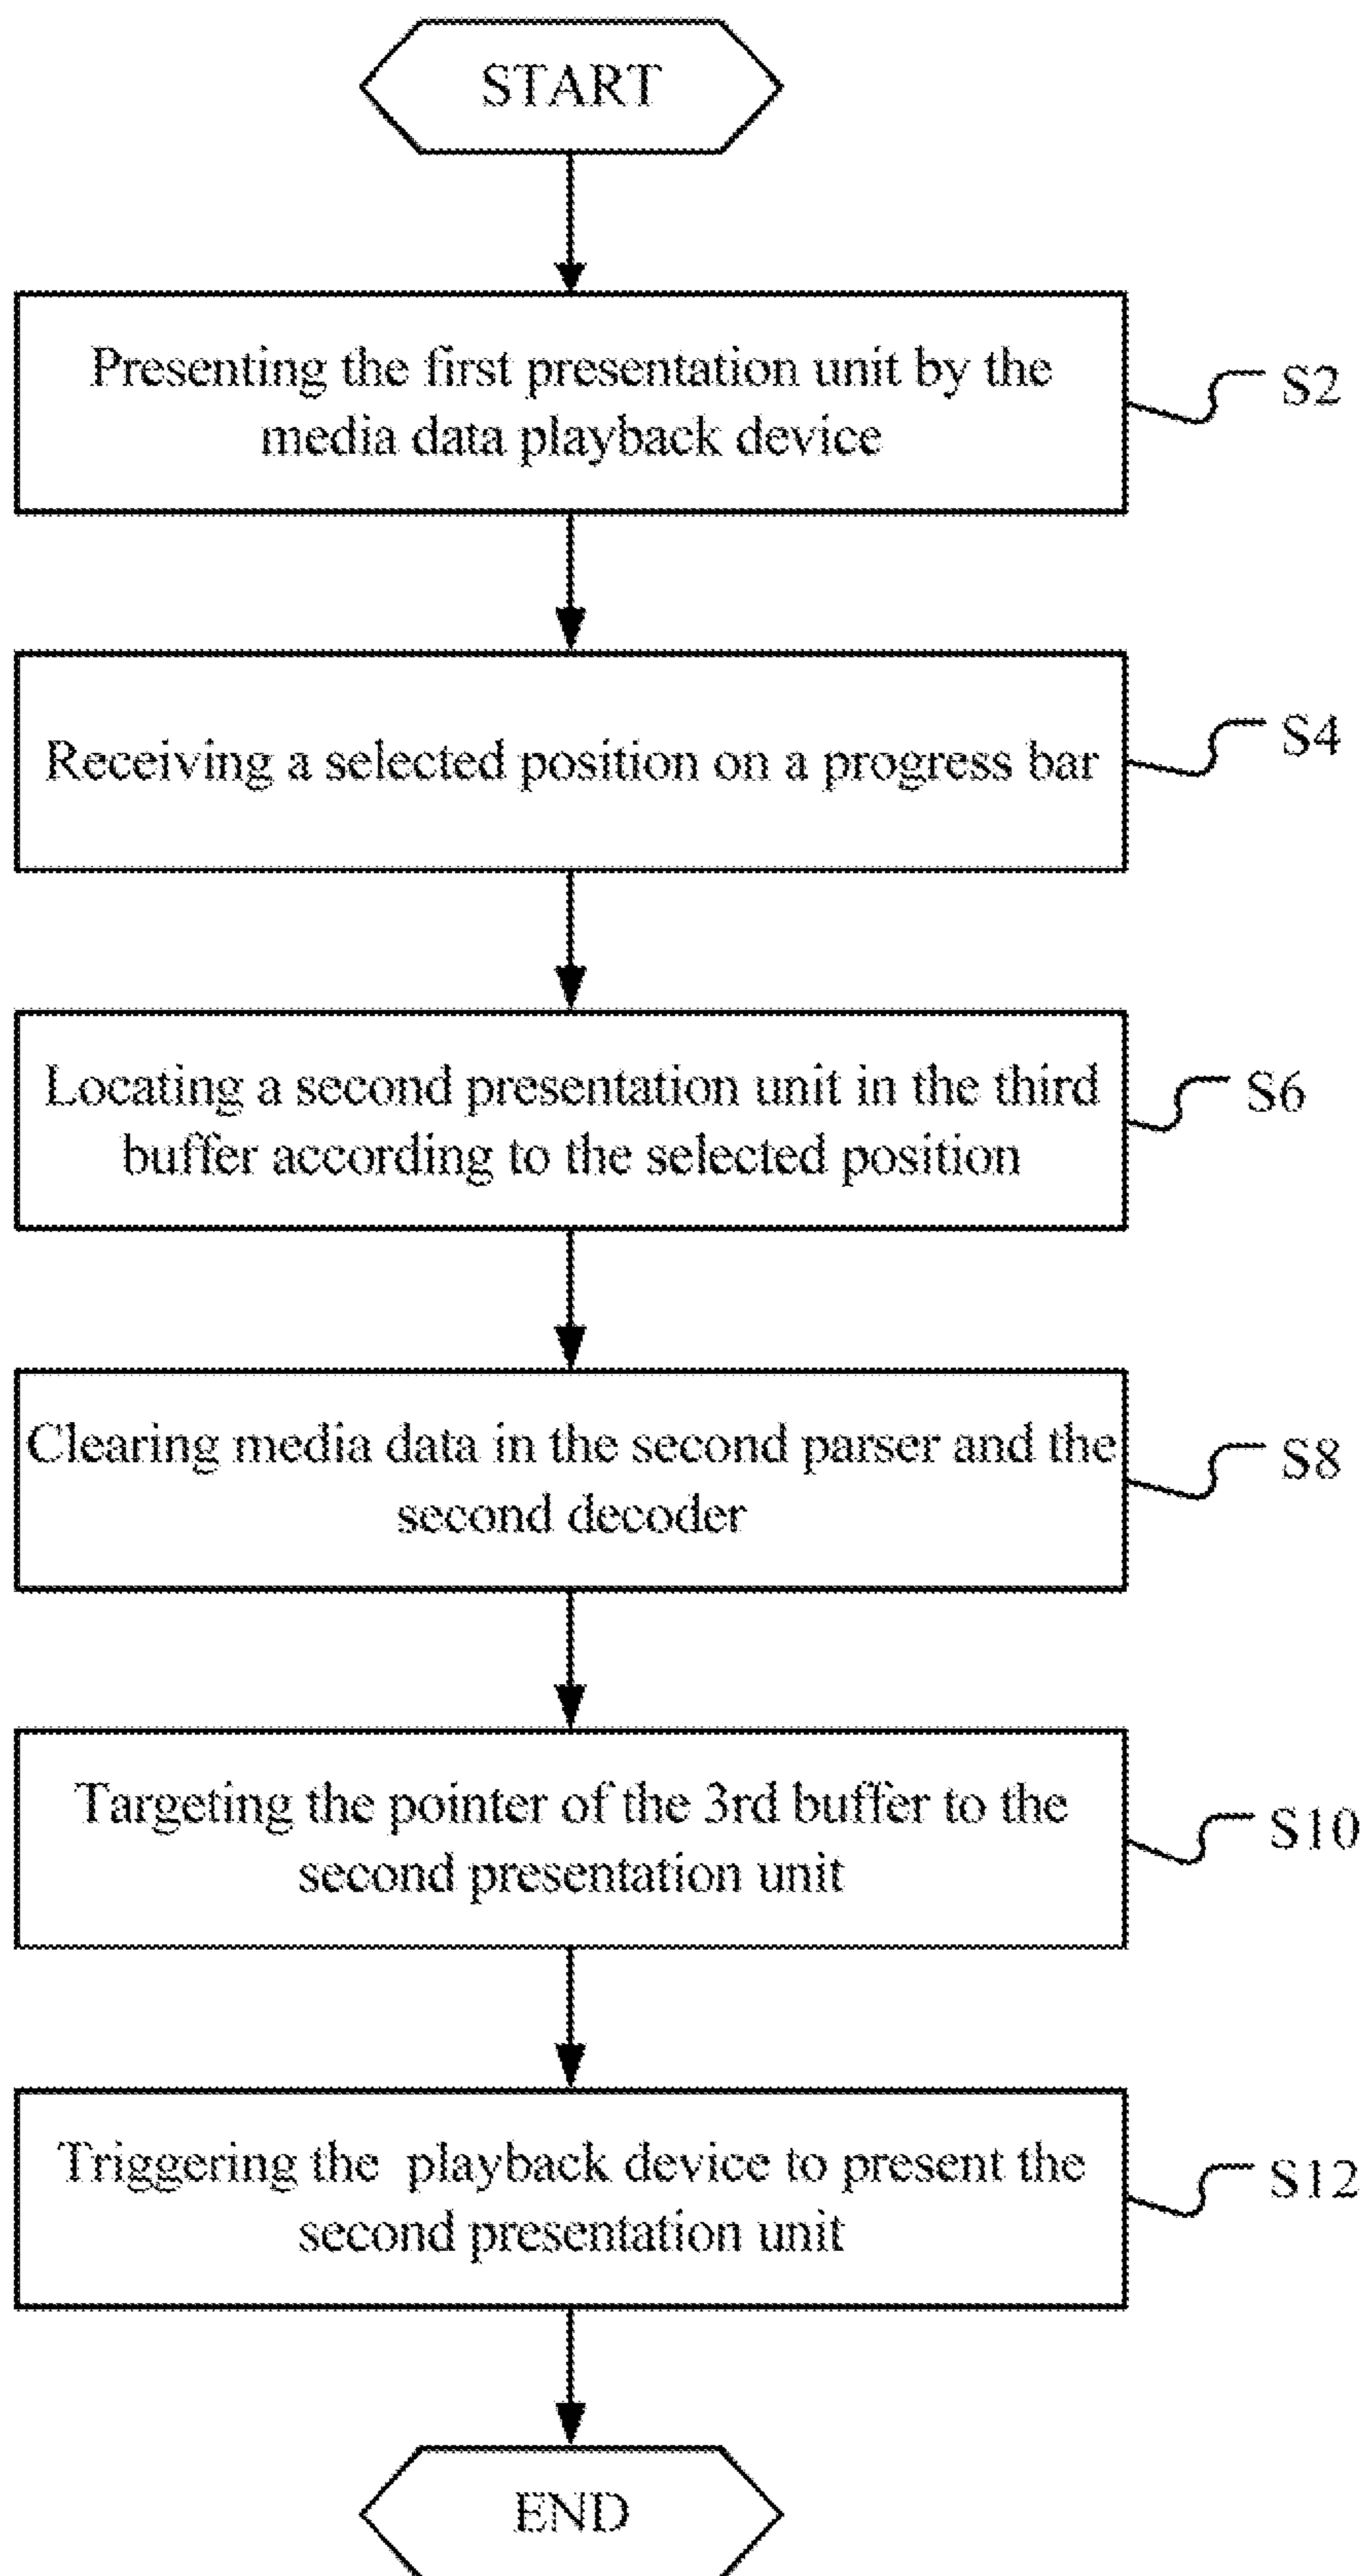 START
Presenting the first presentation unit by the
media data playback device
S2
Receiving a selected position on a progress bar
S4
Locating a second presentation unit in the third
buffer according to the selected position
S6
Clearing media data in the second parser and the
second decoder
S8
Targeting the pointer of the 3rd buffer to the
second presentation unit
S10
Triggering the playback device to present the
second presentation unit
S12
END